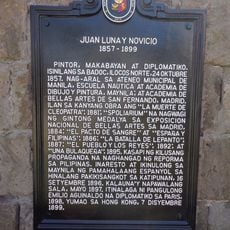 JUAN LUNA Y NOVICIO
1857 - 1899
PINTOR, MAKABAYAN AT DIPLOMATIKO.
ISINILANG SA BADOC, ILOCOS NORTE, 24 OKTUBRE
1857. NAG-ARAL SA ATENEO MUNICIPAL DE
MANILA, ESCUELA NAUTICA AT ACADEMIA DE
DIBUJO Y PINTURA, MAYNILA; AT ACADEMIA DE
BELLAS ARTES DE SAN FERNANDO, MADRID.
ILAN SA KANYANG OBRA ANG "LA MUERTE DE
CLEOPATRA", 1881; "SPOLIARIUM" NA NAGWAGI
NG GINTONG MEDALYA SA EXPOSICION
NACIONAL DE BELLAS ARTES SA MADRID,
1884; "EL PACTO DE SANGRE" AT "ESPAÑA Y
FILIPINAS", 1886; "LA BATALLA DE LEPANTO",
1887; "EL PUEBLO Y LOS REYES", 1892; AT
"UNA BULAQUEÑA", 1895. KASAPI NG KILUSANG
PROPAGANDA NA NAGHANGAD NG REPORMA
SA PILIPINAS. INARESTO AT IKINULONG SA
MAYNILA NG PAMAHALAANG ESPANYOL SA
HINALANG PAKIKISANGKOT SA KATIPUNAN, 16
SETYEMBRE 1896. KALAUNA'Y NAPAWALANG
SALA, MAYO 1897. ITINALAGA NI PANGULONG
EMILIO AGUINALDO NA DIPLOMATIKO SA PARIS,
1898. YUMAO SA HONG KONG, 7 DISYEMBRE
1899.